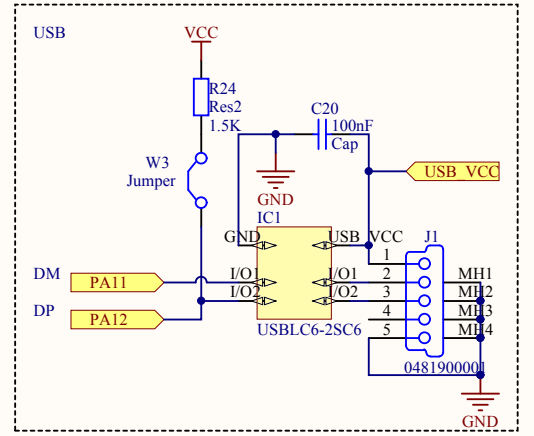 USB
VCC
R24
Res2
1.5K
C20
100nF
Cap
W3
Jumper
USB_VCC
GND
IC1
GND
USB_VCC
J1
1
DM
PA11
I/O1
I/O1
2
MH1
I/O2
I/O2
3
MH2
DP
PA12
4
MH3
USBLC6-2SC6
5
MH4
0481900001
GND